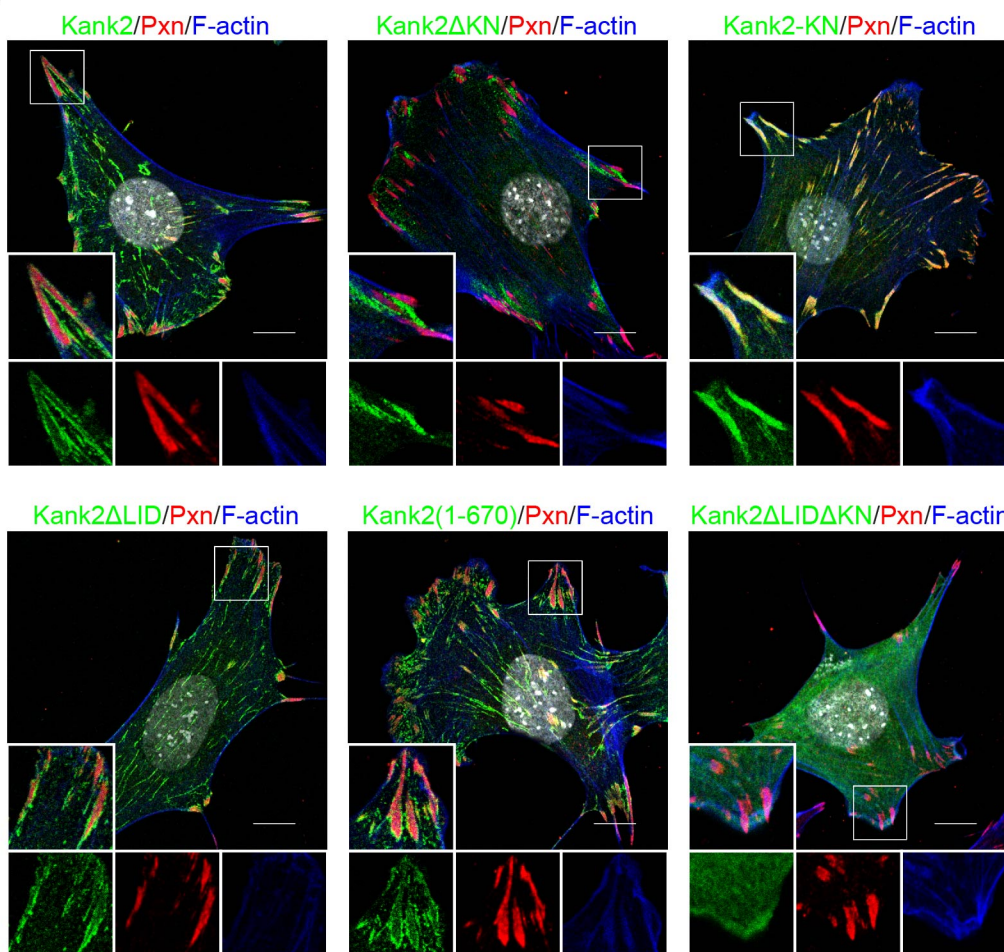 Kank2/Pxn/F-actin
Kank2ΔKN/Pxn/F-actin
Kank2-KN/Pxn/F-actin
Kank2ΔLID/Pxn/F-actin
Kank2(1-670)/Pxn/F-actin
Kank2ΔLIDΔKN/Pxn/F-actin